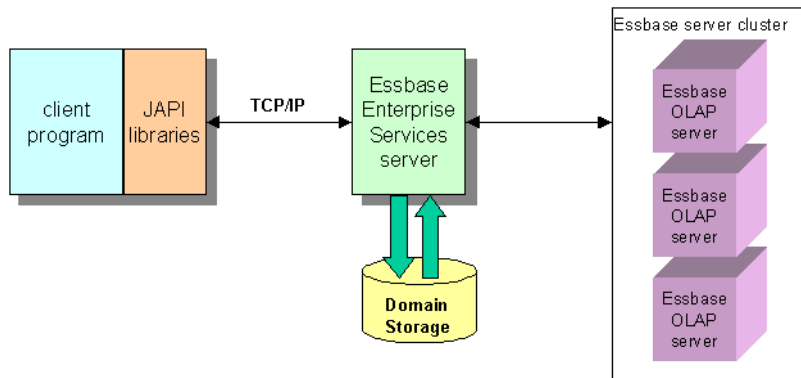 Essbase server cluster
client
program
JAPI
libraries
TCP/IP
Essbase
Enterprise
Services
server
Essbase
OLAP
server
Essbase
OLAP
server
Essbase
OLAP
server
Domain
Storage